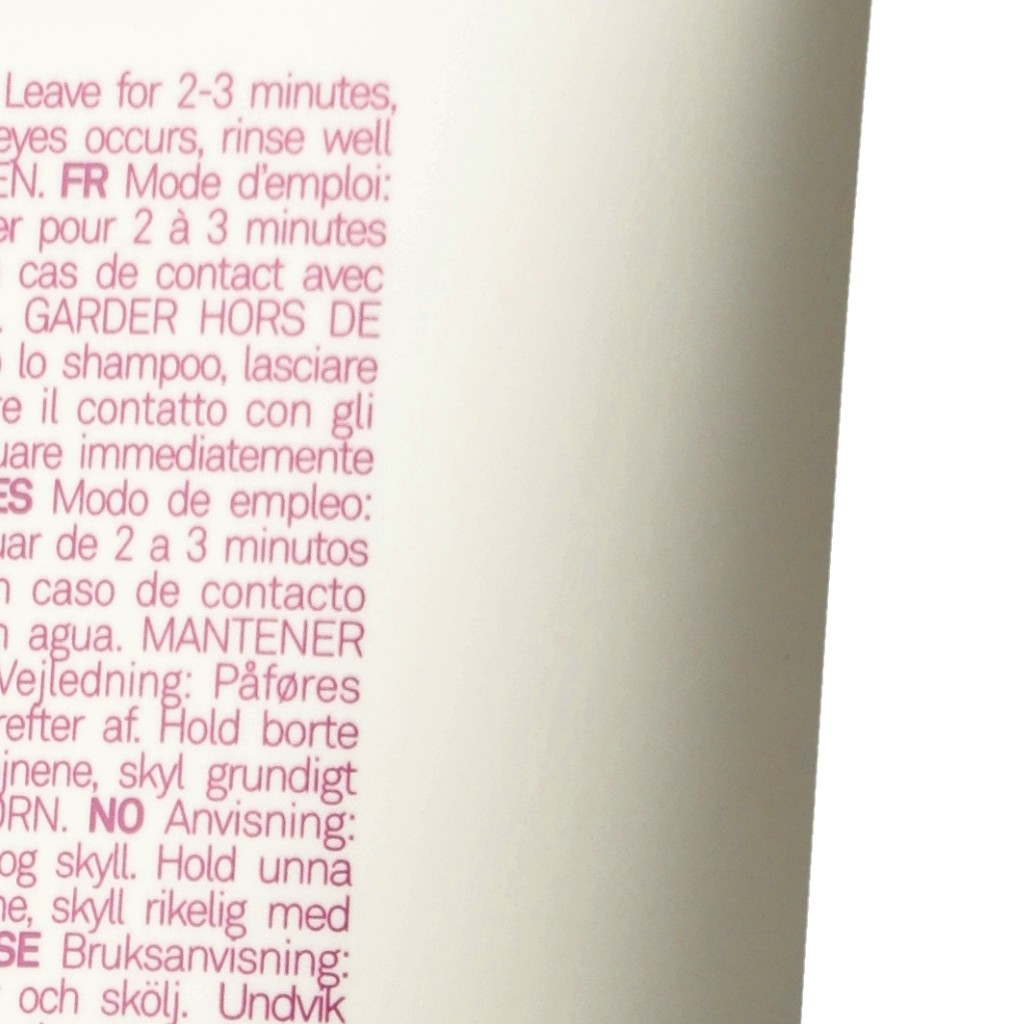 Leave for 2-3 minutes,
eyes occurs, rinse well
EN. FR Mode d'emploi:
er pour 2 à 3 minutes
cas de contact avec
. GARDER HORS DE
lo shampoo, lasciare
re il contatto con gli
uare immediatemente
ES Modo de empleo:
uar de 2 a 3 minutos
n caso de contacto
n agua. MANTENER
Vejledning: Påføres
refter af. Hold borte
jnene, skyl grundigt
ØRN. NO Anvisning:
og skyll. Hold unna
ne, skyll rikelig med
SE Bruksanvisning:
och skölj. Undvik